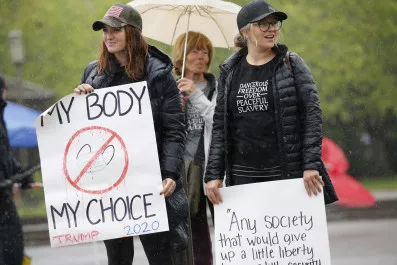 MY BODY
MY CHOICE
TRUMP 2020
DANGEROUS
FREEDOM
OVER
PEACEFUL
SLAVERY
"Any society
that would give
up a little liberty